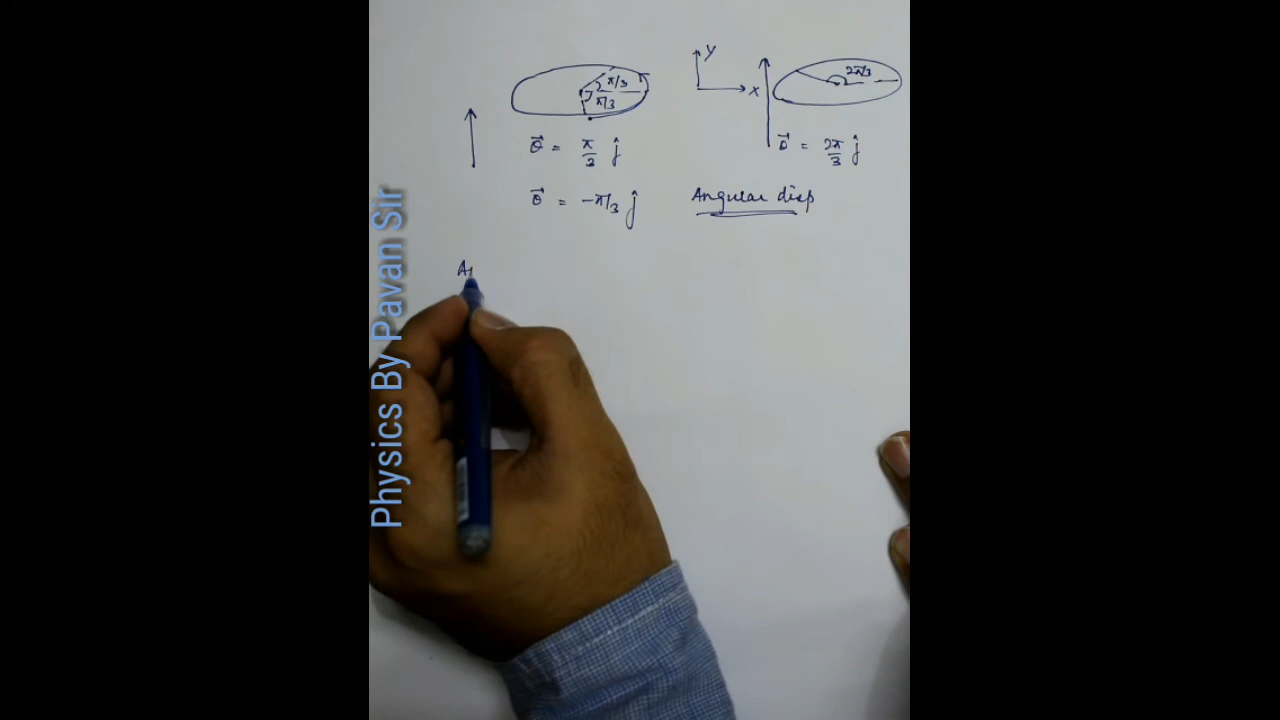 π/3
π/3
Y
X
2π/3
θ⃗ = π/3 ĵ
θ⃗ = 2π/3 ĵ
θ⃗ = -π/3 ĵ
Angular disp
A
Physics By Pavan Sir